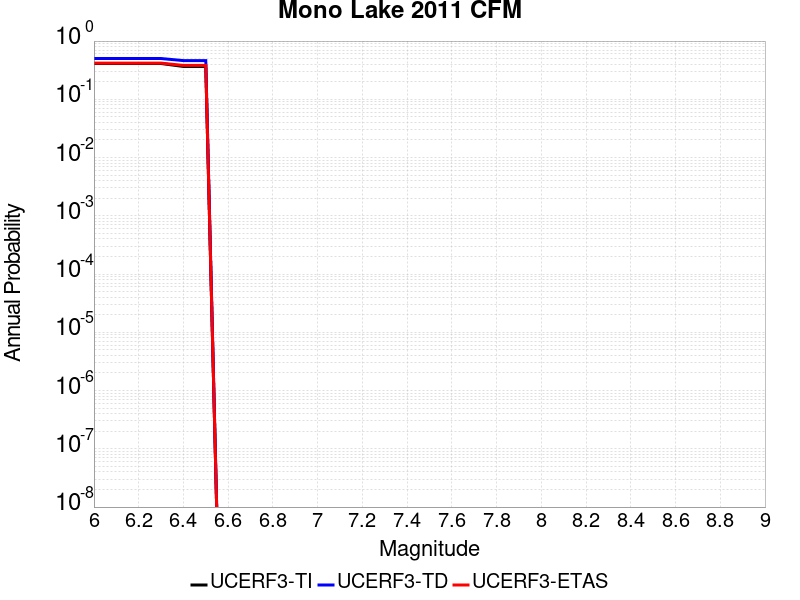 Mono Lake 2011 CFM
10^0
10^-1
10^-2
10^-3
10^-4
10^-5
10^-6
10^-7
10^-8
Annual Probability
6 6.2 6.4 6.6 6.8 7 7.2 7.4 7.6 7.8 8 8.2 8.4 8.6 8.8 9
Magnitude
UCERF3-TI UCERF3-TD UCERF3-ETAS